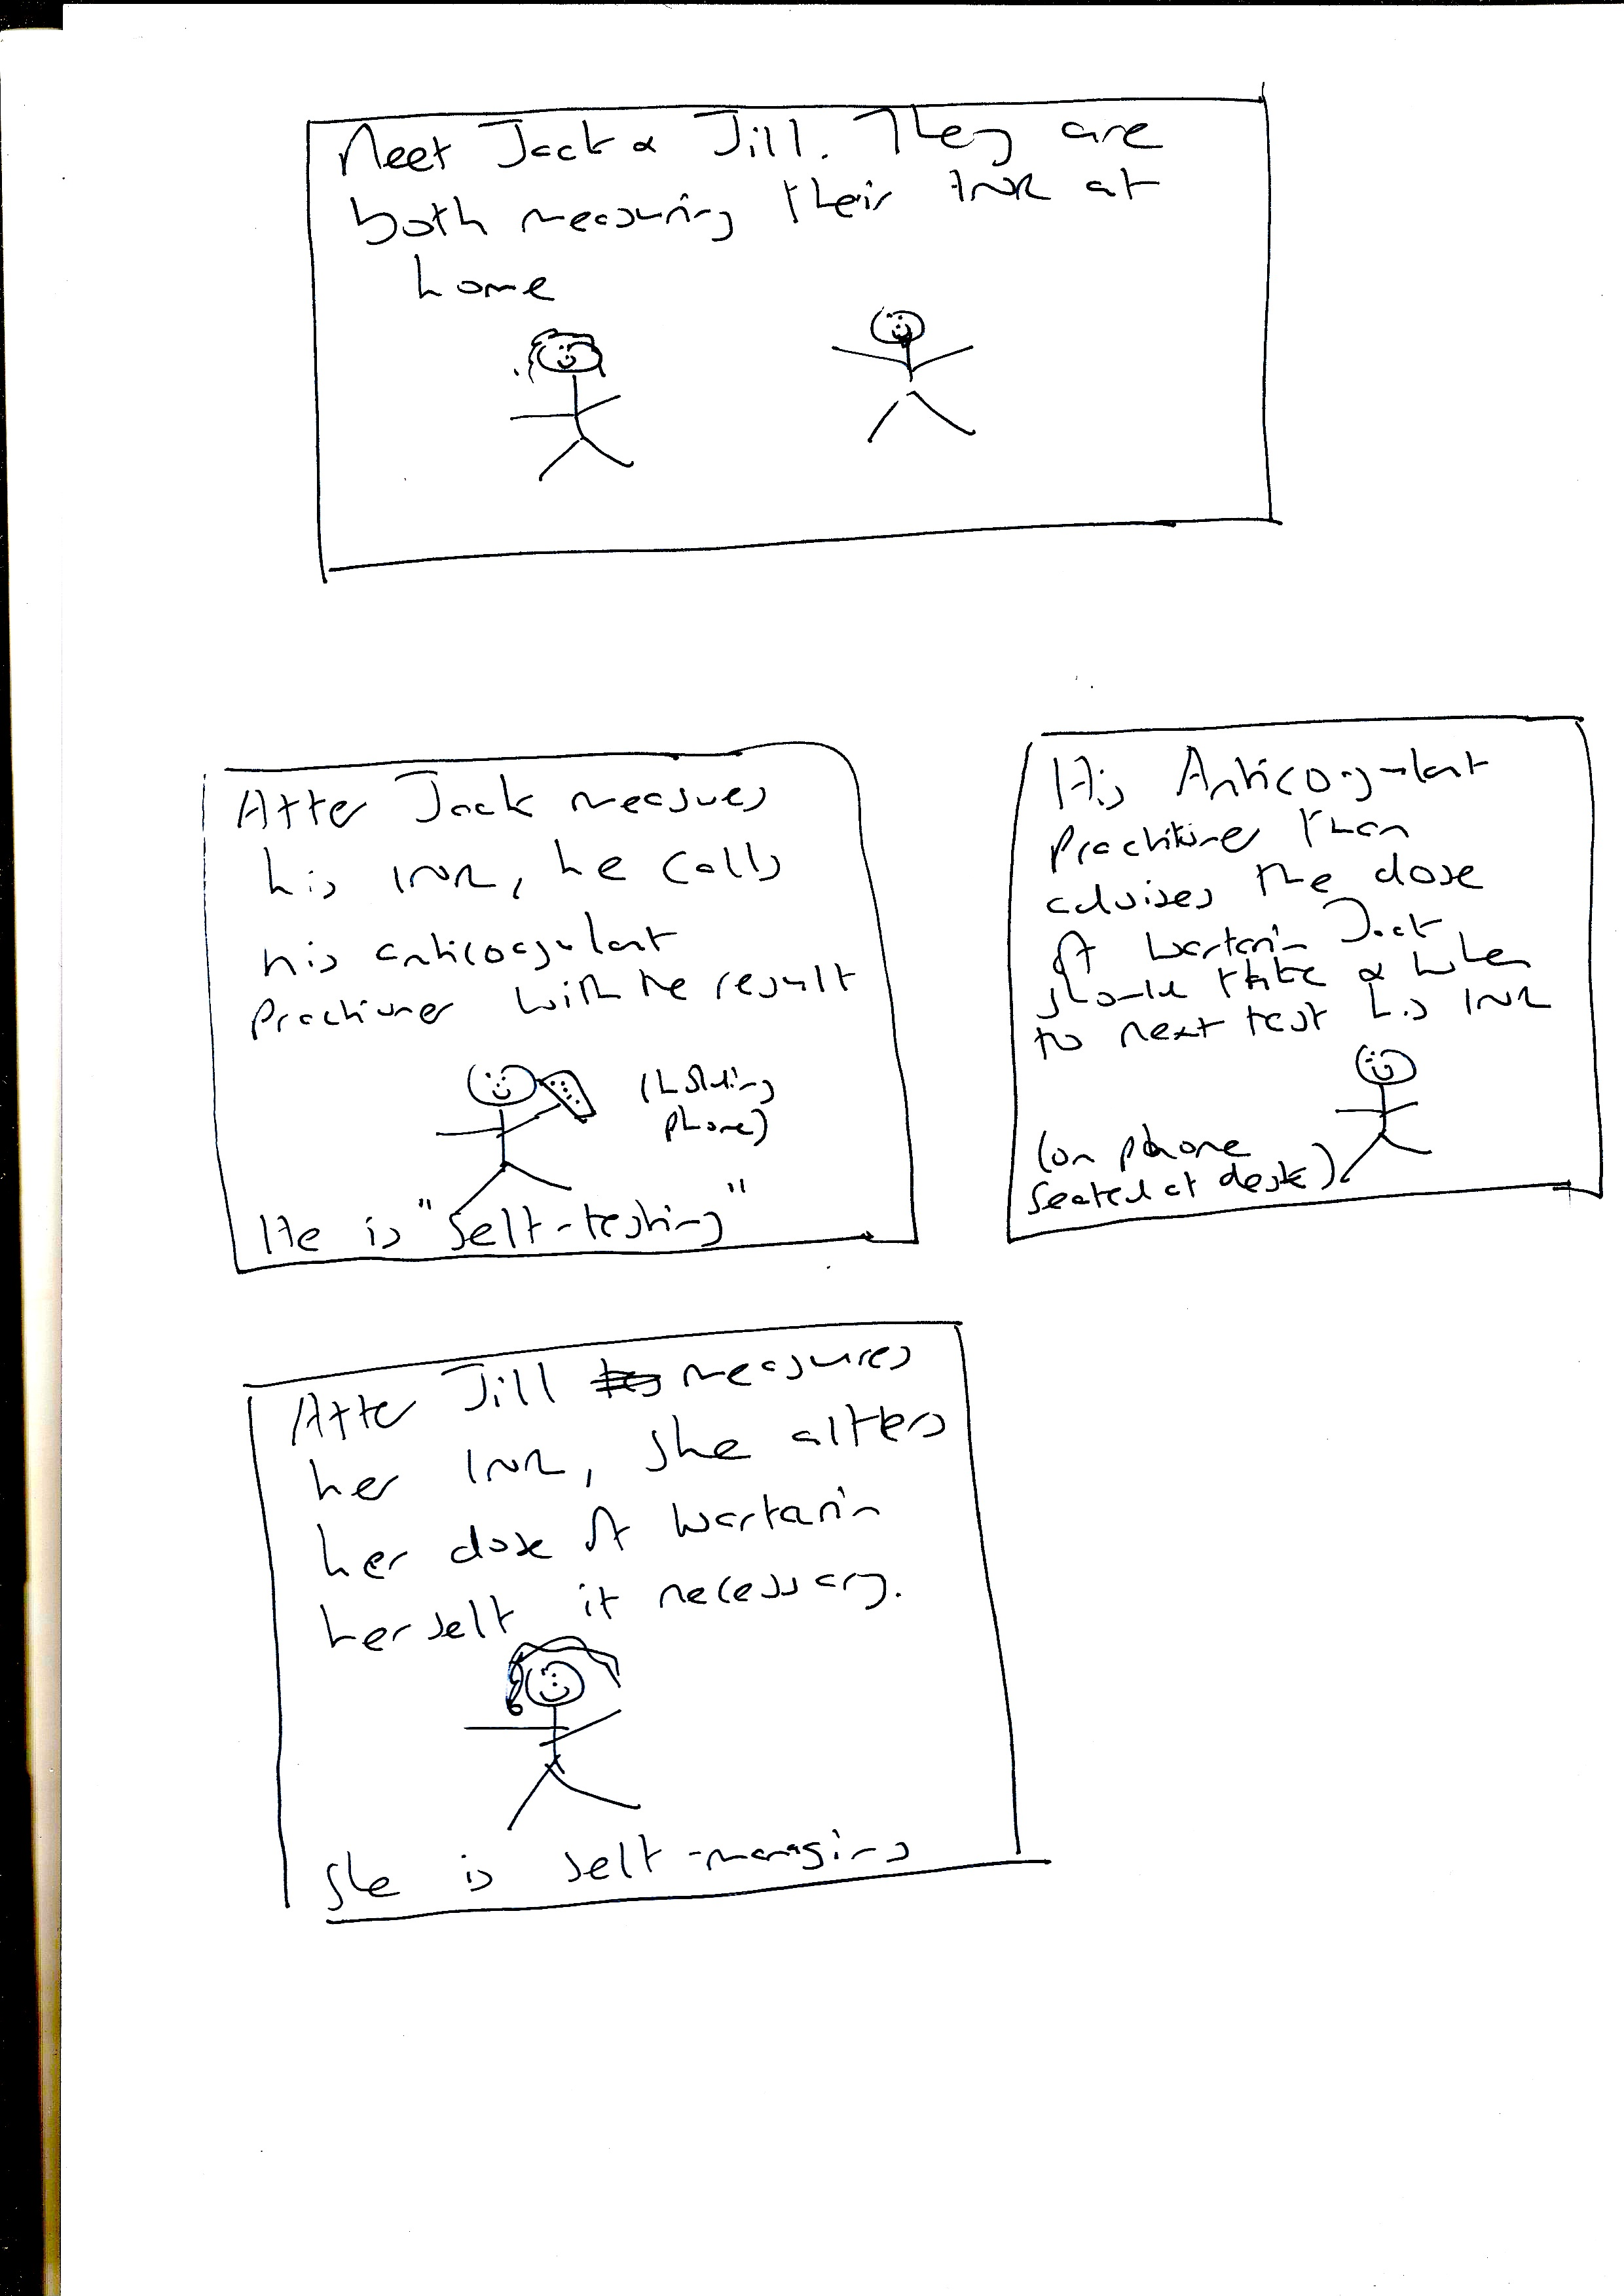 Meet Jack & Jill. They are
both measuring their INR at
home
After Jack measures
his INR, he calls
his anticoagulant
Practioner with the result
(holding
phone)
He is "Self-testing"
His Anticoagulant
Practitioner then
advises the dose
of warfarin Jack
should take & when
to next test his INR
(on phone
seated at desk)
After Jill measures
her INR, she alters
her dose of warfarin
herself if necessary.
She is self-managing